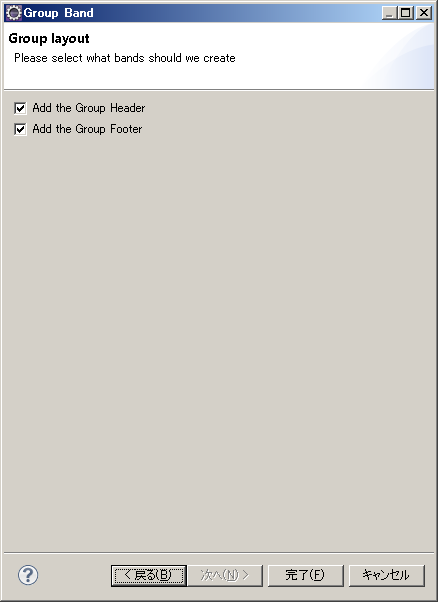 Group Band
Group layout
Please select what bands should we create
Add the Group Header
Add the Group Footer
? < 戻る(B) 次へ(N) > 完了(F) キャンセル